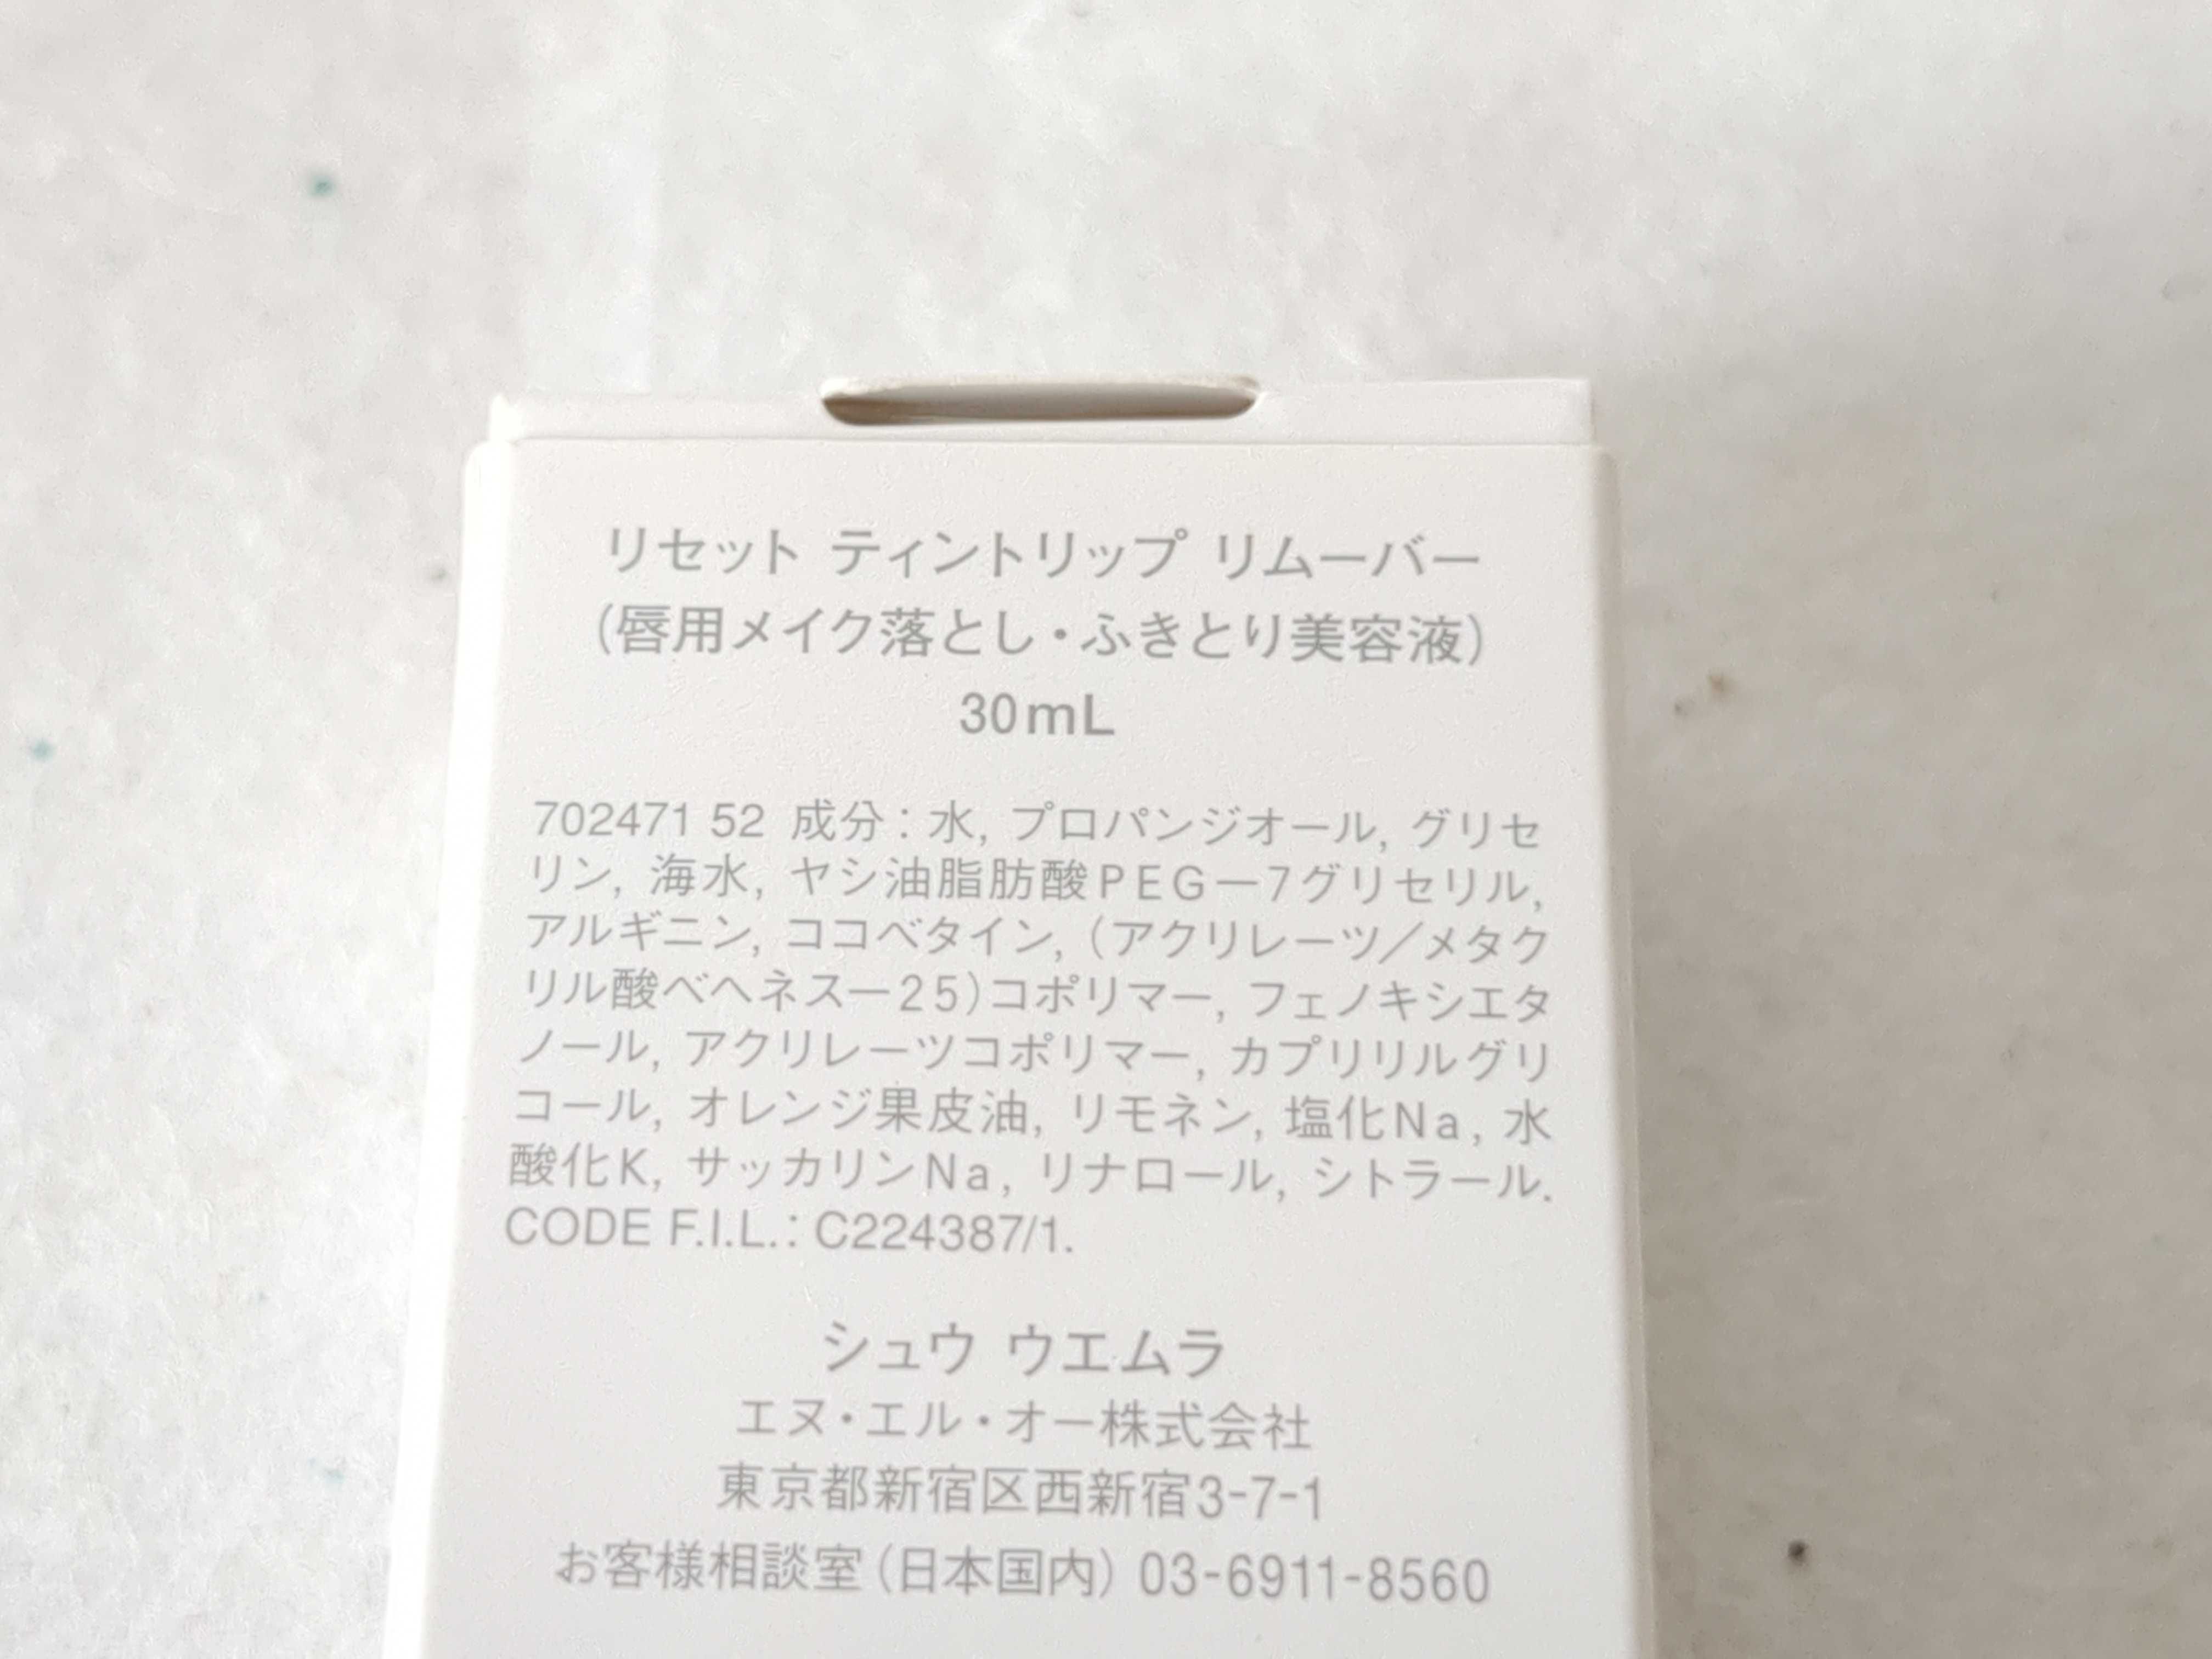 リセット ティントリップ リムーバー
（唇用メイク落とし・ふきとり美容液）
30mL
702471 52 成分：水, プロパンジオール, グリセ
リン, 海水, ヤシ油脂肪酸PEG－7グリセリル,
アルギニン, ココベタイン, (アクリレーツ／メタク
リル酸ベヘネス－25)コポリマー, フェノキシエタ
ノール, アクリレーツコポリマー, カプリリルグリ
コール, オレンジ果皮油, リモネン, 塩化Na, 水
酸化K, サッカリンNa, リナロール, シトラール.
CODE F.I.L.: C224387/1.
シュウ ウエムラ
エヌ・エル・オー株式会社
東京都新宿区西新宿3-7-1
お客様相談室（日本国内）03-6911-8560